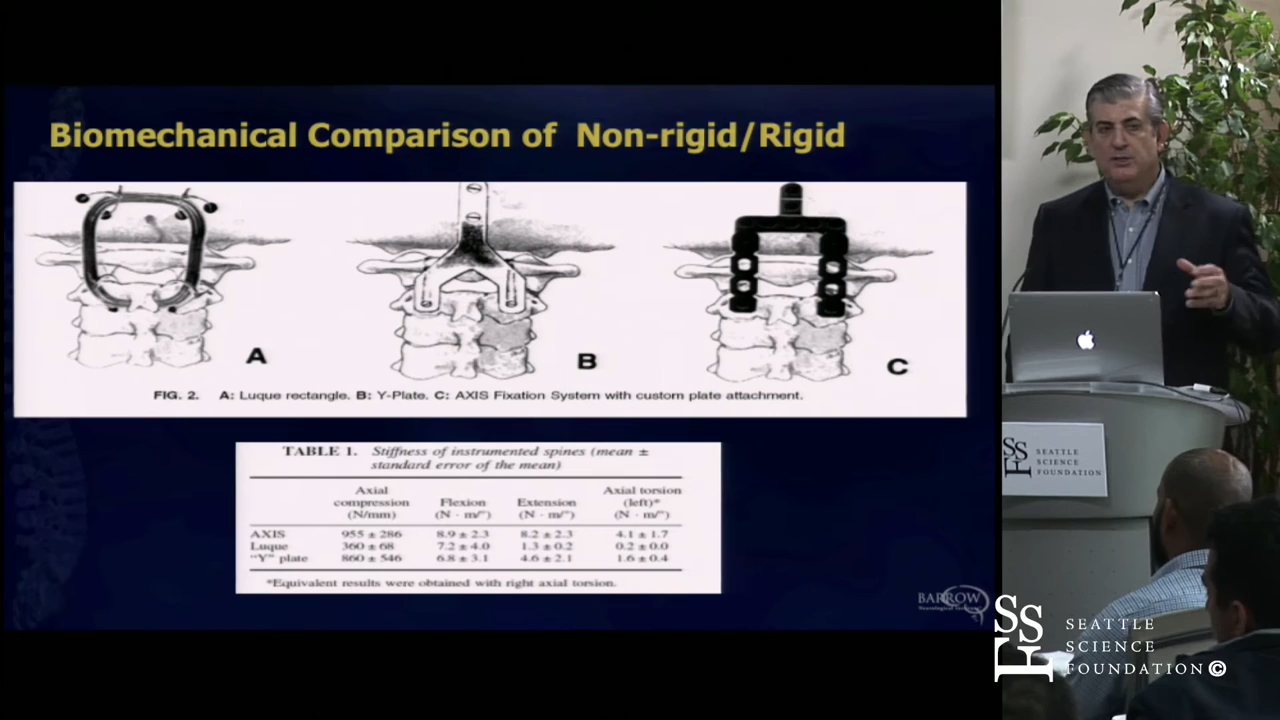 Biomechanical Comparison of Non-rigid/Rigid
A
B
C
FIG. 2. A: Luque rectangle. B: Y-Plate. C: AXIS Fixation System with custom plate attachment.
TABLE 1. Stiffness of instrumented spines (mean ±
standard error of the mean)
Axial compression (N/mm) Flexion (N · m/°) Extension (N · m/°) Axial torsion (left)* (N · m/°)
AXIS 955 ± 286 8.9 ± 2.3 8.2 ± 2.3 4.1 ± 1.7
Luque 360 ± 68 7.2 ± 4.0 1.3 ± 0.2 0.2 ± 0.0
"Y" plate 860 ± 546 6.8 ± 3.1 4.6 ± 2.1 1.6 ± 0.4
*Equivalent results were obtained with right axial torsion.
BARROW
Neurological Institute
SSF
SEATTLE
SCIENCE
FOUNDATION
SSF
SEATTLE
SCIENCE
FOUNDATION©